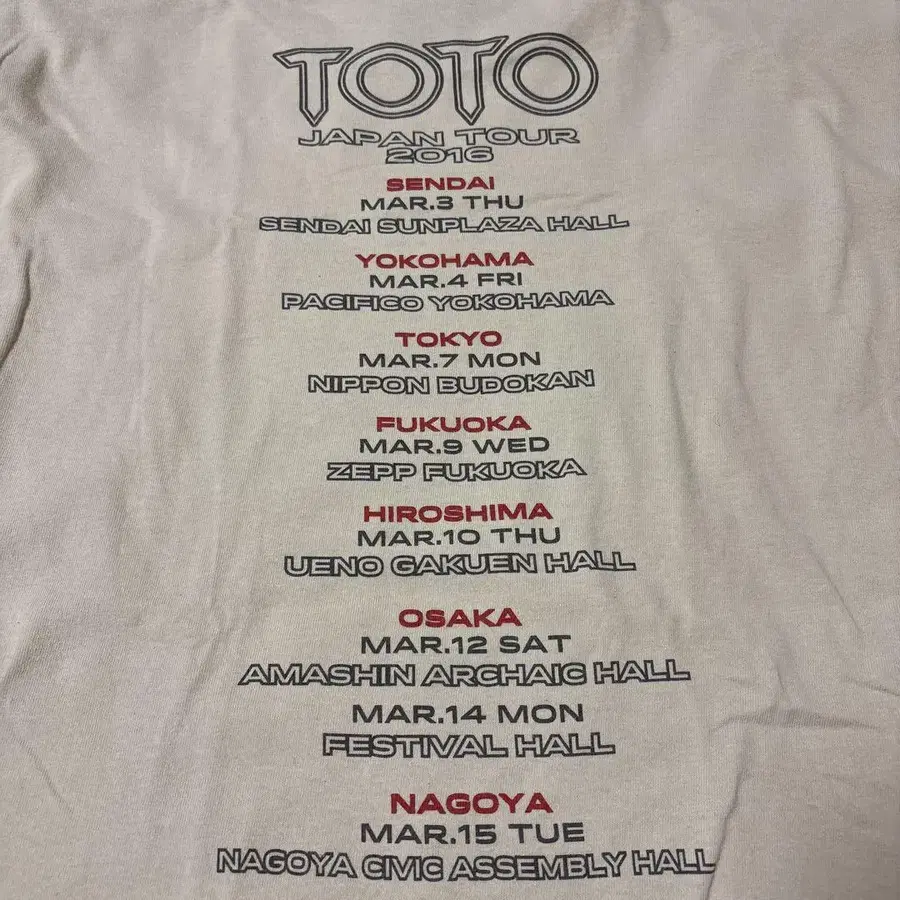 TOTO
JAPAN TOUR
2016
SENDAI
MAR.3 THU
SENDAI SUNPLAZA HALL
YOKOHAMA
MAR.4 FRI
PACIFICO YOKOHAMA
TOKYO
MAR.7 MON
NIPPON BUDOKAN
FUKUOKA
MAR.9 WED
ZEPP FUKUOKA
HIROSHIMA
MAR.10 THU
UENO GAKUEN HALL
OSAKA
MAR.12 SAT
AMASHIN ARCHAIC HALL
MAR.14 MON
FESTIVAL HALL
NAGOYA
MAR.15 TUE
NAGOYA CIVIC ASSEMBLY HALL